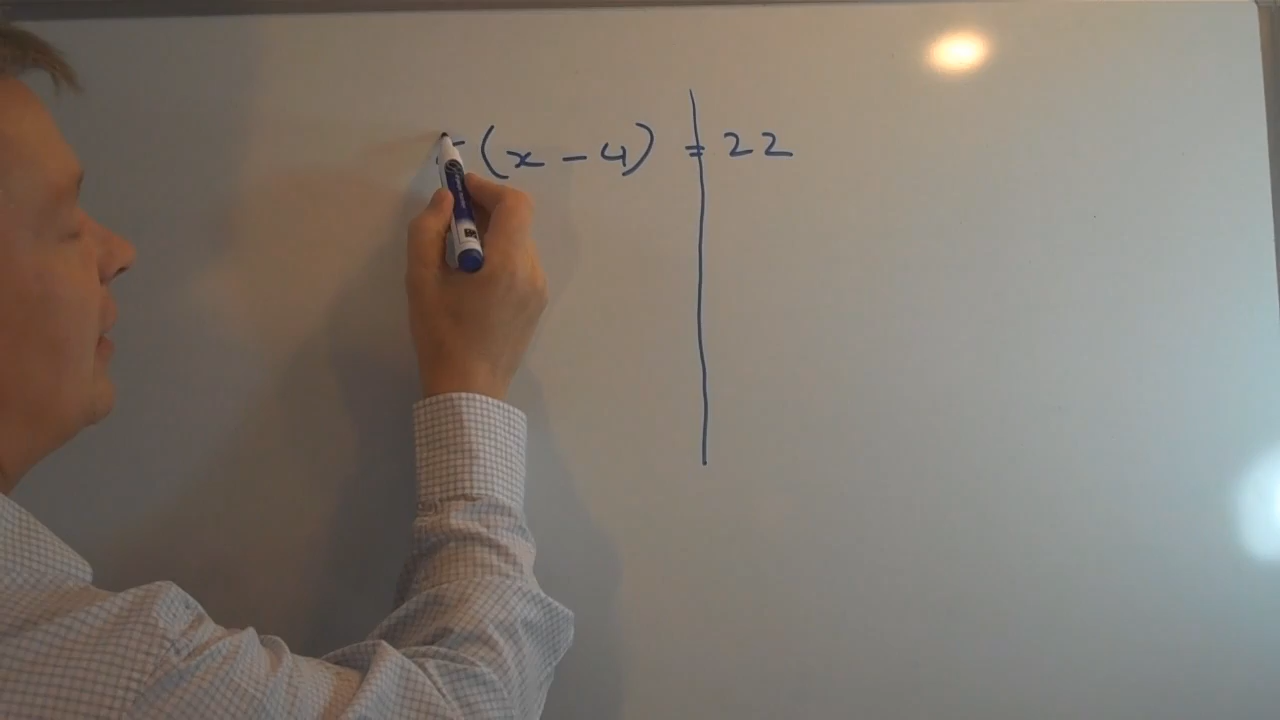 (x - 4) = 22